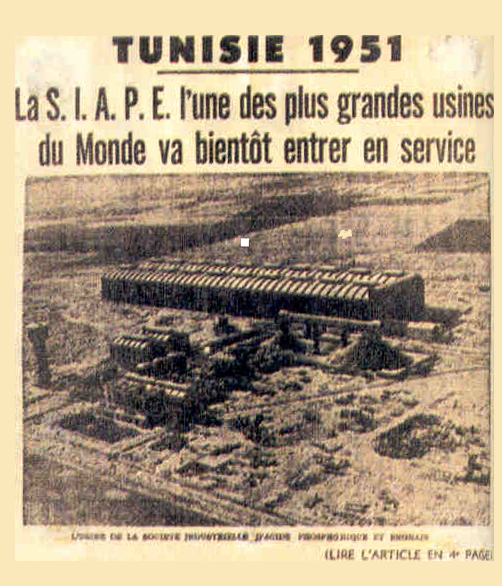 TUNISIE 1951
La S. I. A. P. E. l'une des plus grandes usines
du Monde va bientôt entrer en service
L'USINE DE LA SOCIETE INDUSTRIELLE D'ACIDE PHOSPHORIQUE ET ENGRAIS
(LIRE L'ARTICLE EN 4e PAGE)